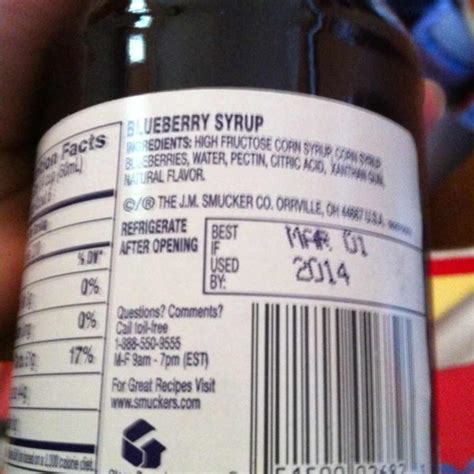 Facts
% DV*
0%
0%
17%
BLUEBERRY SYRUP
INGREDIENTS: HIGH FRUCTOSE CORN SYRUP, CORN SYRUP,
BLUEBERRIES, WATER, PECTIN, CITRIC ACID, XANTHAN GUM,
NATURAL FLAVOR.
©/® THE J.M. SMUCKER CO. ORRVILLE, OH 44667 U.S.A.
REFRIGERATE
AFTER OPENING
BEST
IF
USED
BY:
MAR 01
2014
Questions? Comments?
Call toll-free
1-888-550-9555
M-F 9am - 7pm (EST)
For Great Recipes Visit
www.smuckers.com